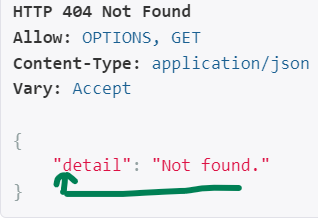 HTTP 404 Not Found
Allow: OPTIONS, GET
Content-Type: application/json
Vary: Accept
{
"detail": "Not found."
}